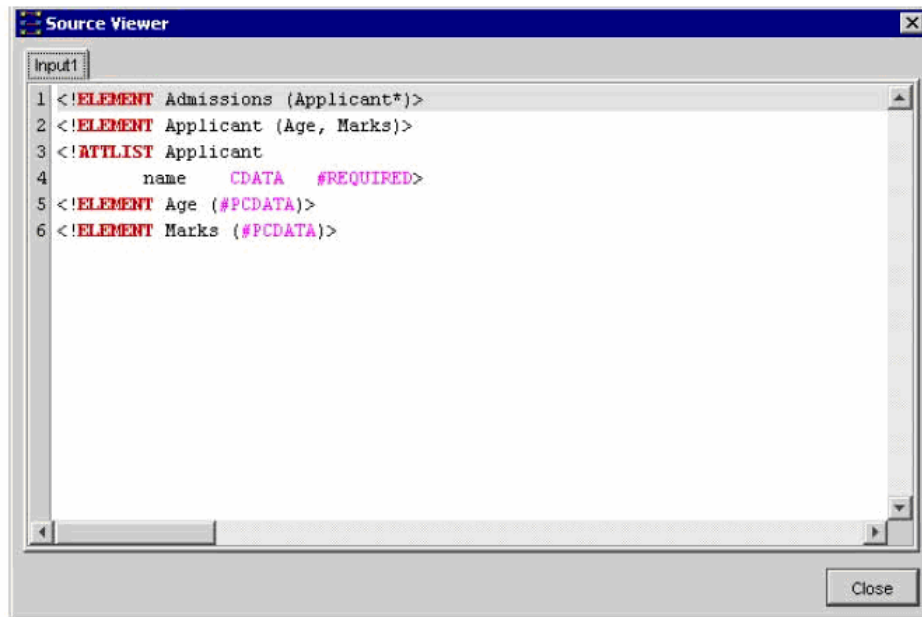 Source Viewer
Input1
1 <!ELEMENT Admissions (Applicant*)>
2 <!ELEMENT Applicant (Age, Marks)>
3 <!ATTLIST Applicant
4 name CDATA #REQUIRED>
5 <!ELEMENT Age (#PCDATA)>
6 <!ELEMENT Marks (#PCDATA)>
Close